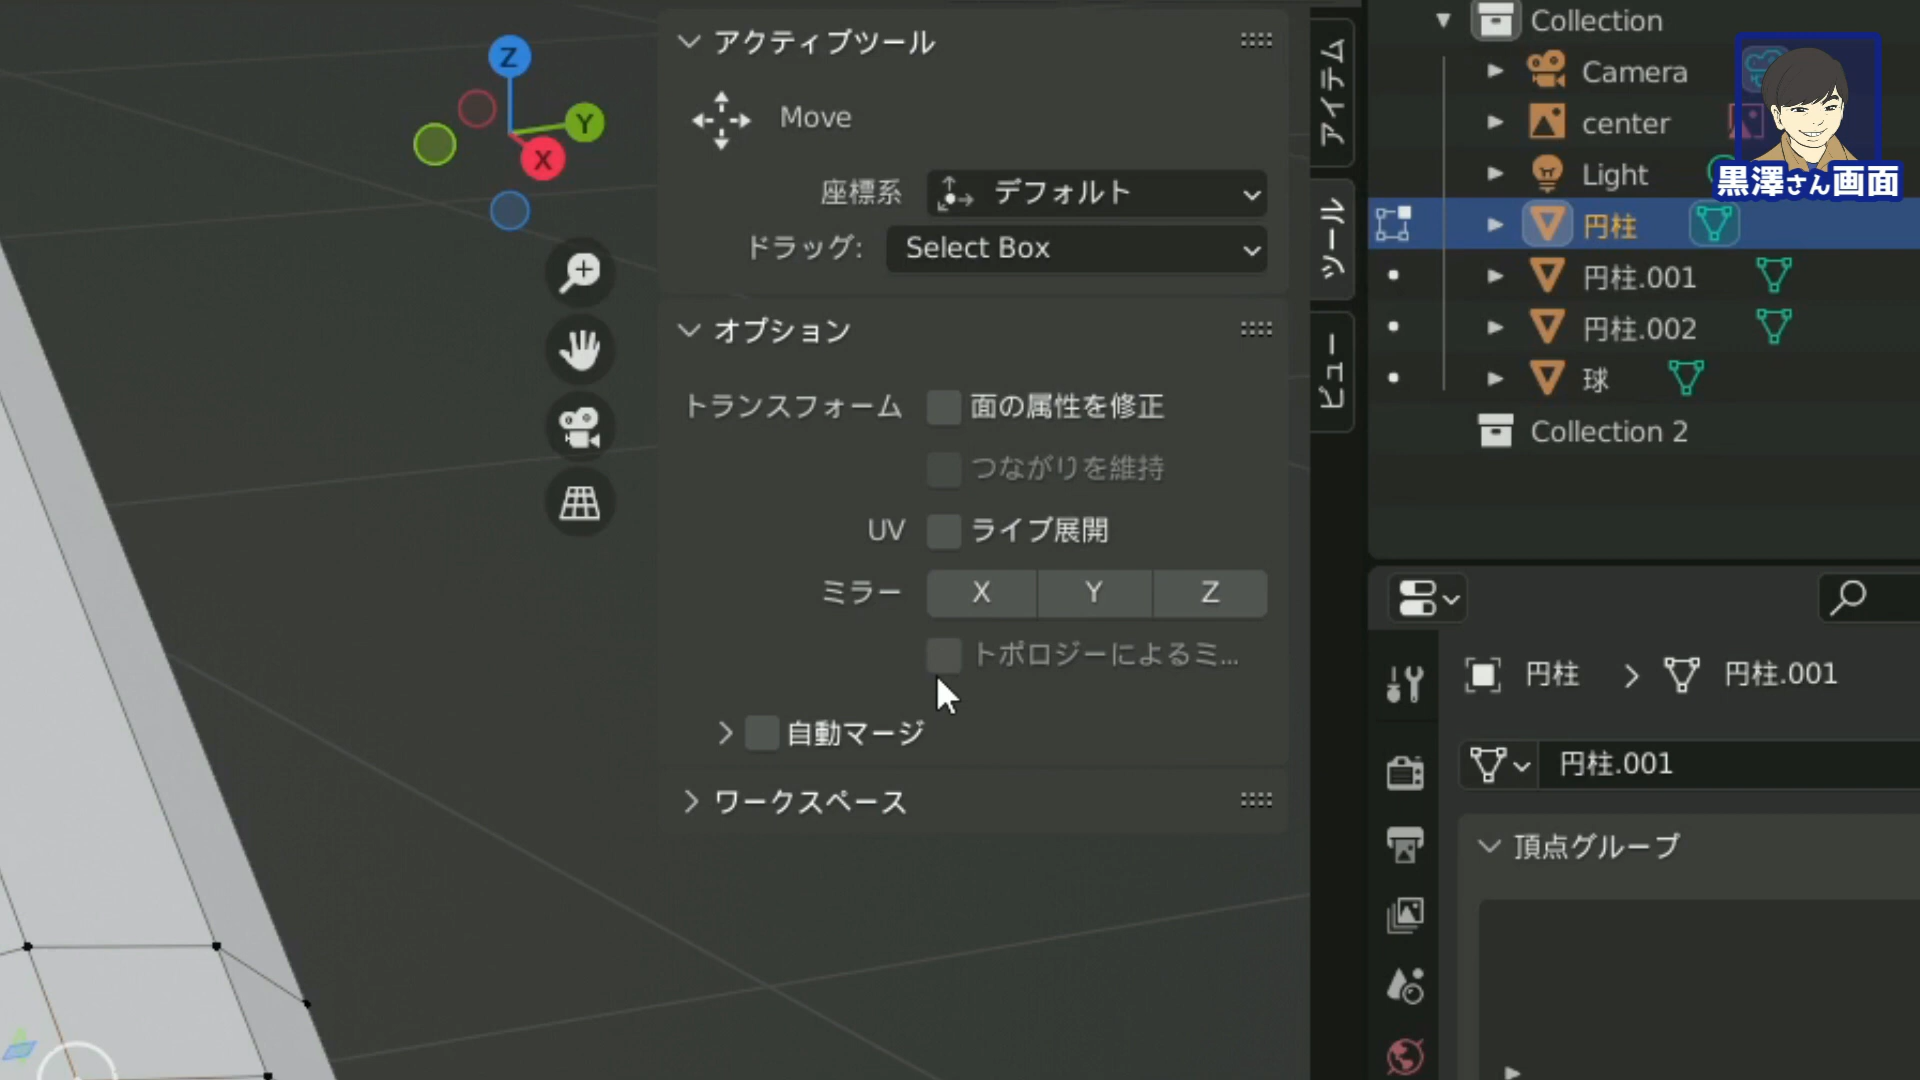 アクティブツール
Move
座標系 デフォルト
ドラッグ: Select Box
オプション
トランスフォーム 面の属性を修正
つながりを維持
UV ライブ展開
ミラー X Y Z
トポロジーによるミ...
自動マージ
ワークスペース
Z
Y
X
アイテム
ツール
ビュー
Collection
Camera
center
Light
円柱
円柱.001
円柱.002
球
Collection 2
黒澤さん画面
円柱 円柱.001
円柱.001
頂点グループ